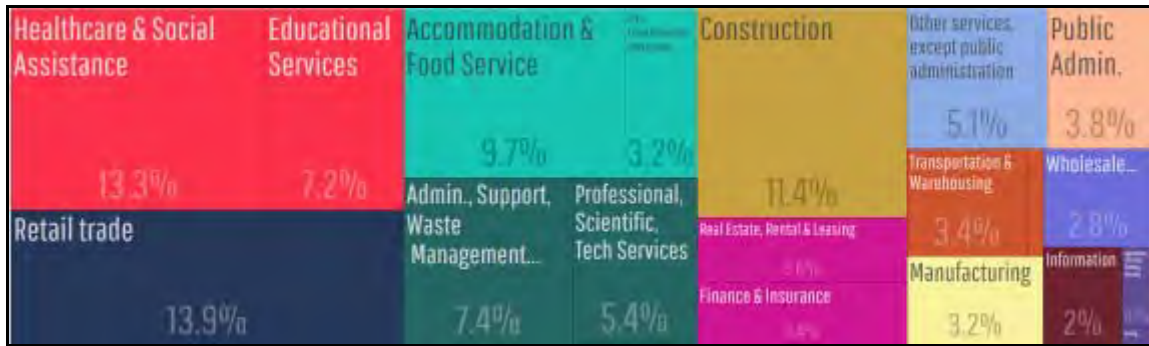 Healthcare & Social
Assistance
13.3%
Educational
Services
7.2%
Retail trade
13.9%
Accommodation &
Food Service
9.7%
3.2%
Admin., Support,
Waste
Management...
7.4%
Professional,
Scientific,
Tech Services
5.4%
Construction
11.4%
Real Estate, Rental & Leasing
Finance & Insurance
Other services,
except public
administration
5.1%
Public
Admin.
3.8%
Transportation &
Warehousing
3.4%
Wholesale...
2.8%
Manufacturing
3.2%
Information
2%